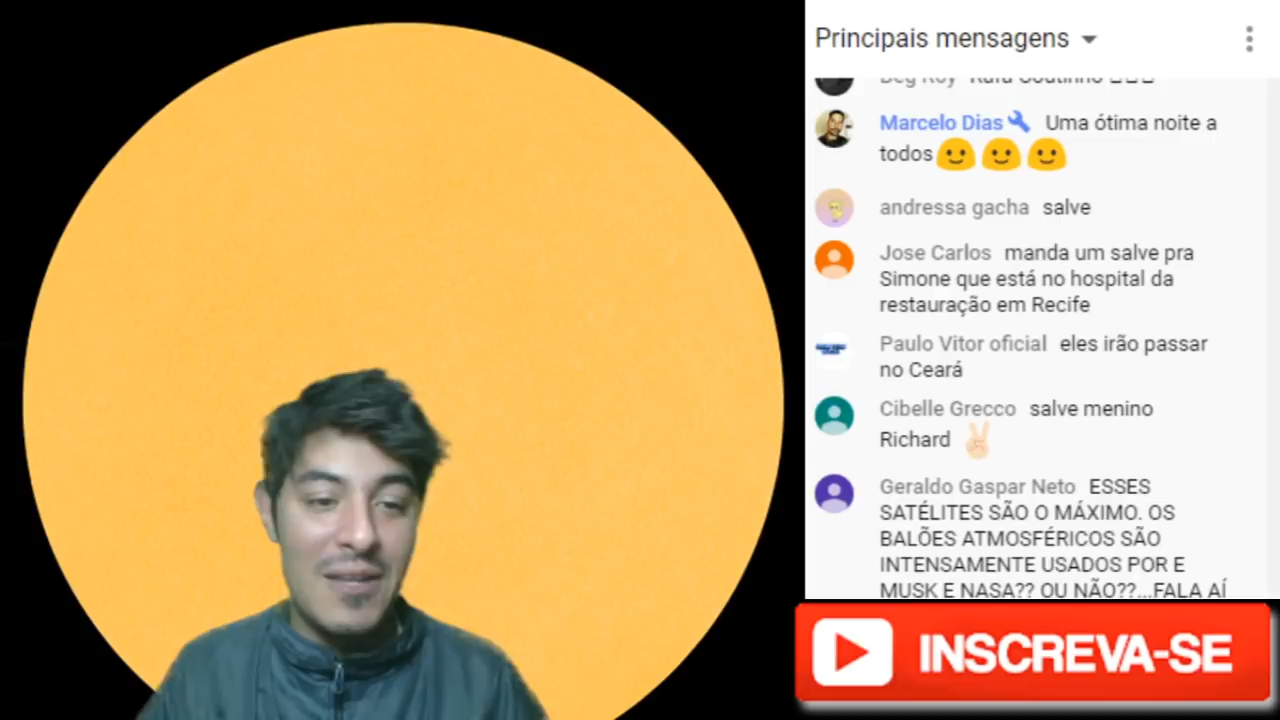 Principais mensagens
Marcelo Dias Uma ótima noite a
todos
andressa gacha salve
Jose Carlos manda um salve pra
Simone que está no hospital da
restauração em Recife
Paulo Vitor oficial eles irão passar
no Ceará
Cibelle Grecco salve menino
Richard
Geraldo Gaspar Neto ESSES
SATÉLITES SÃO O MÁXIMO. OS
BALÕES ATMOSFÉRICOS SÃO
INTENSAMENTE USADOS POR E
MUSK E NASA?? OU NÃO??...FALA AÍ
INSCREVA-SE